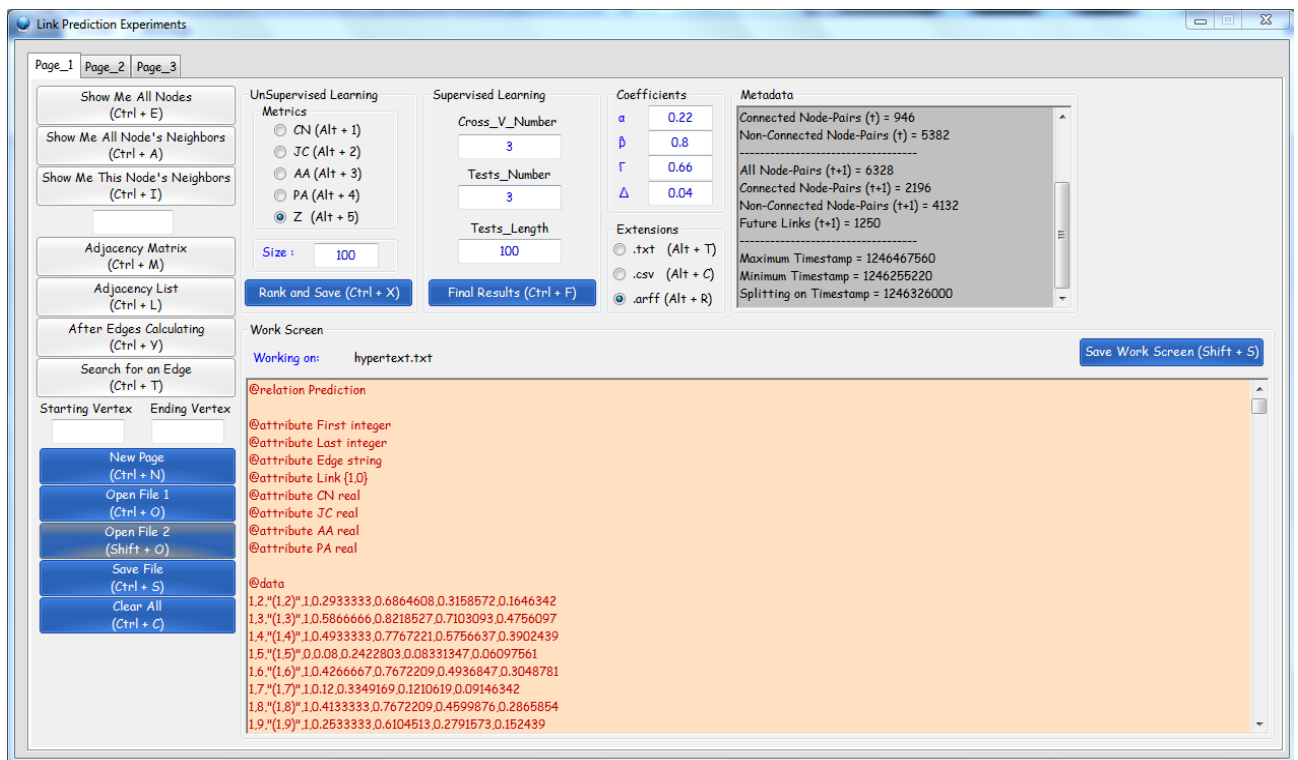 Link Prediction Experiments
Page_1 Page_2 Page_3
Show Me All Nodes
(Ctrl + E)
Show Me All Node's Neighbors
(Ctrl + A)
Show Me This Node's Neighbors
(Ctrl + I)
Adjacency Matrix
(Ctrl + M)
Adjacency List
(Ctrl + L)
After Edges Calculating
(Ctrl + Y)
Search for an Edge
(Ctrl + T)
Starting Vertex Ending Vertex
New Page
(Ctrl + N)
Open File 1
(Ctrl + O)
Open File 2
(Shift + O)
Save File
(Ctrl + S)
Clear All
(Ctrl + C)
UnSupervised Learning
Metrics
CN (Alt + 1)
JC (Alt + 2)
AA (Alt + 3)
PA (Alt + 4)
Z (Alt + 5)
Size : 100
Rank and Save (Ctrl + X)
Supervised Learning
Cross_V_Number
3
Tests_Number
3
Tests_Length
100
Final Results (Ctrl + F)
Coefficients
α 0.22
β 0.8
Γ 0.66
Δ 0.04
Extensions
.txt (Alt + T)
.csv (Alt + C)
.arff (Alt + R)
Metadata
Connected Node-Pairs (t) = 946
Non-Connected Node-Pairs (t) = 5382
-----------------------------------
All Node-Pairs (t+1) = 6328
Connected Node-Pairs (t+1) = 2196
Non-Connected Node-Pairs (t+1) = 4132
Future Links (t+1) = 1250
-----------------------------------
Maximum Timestamp = 1246467560
Minimum Timestamp = 1246255220
Splitting on Timestamp = 1246326000
Work Screen
Working on: hypertext.txt
Save Work Screen (Shift + S)
@relation Prediction
@attribute First integer
@attribute Last integer
@attribute Edge string
@attribute Link {1,0}
@attribute CN real
@attribute JC real
@attribute AA real
@attribute PA real
@data
1,2,"(1,2)",1,0.2933333,0.6864608,0.3158572,0.1646342
1,3,"(1,3)",1,0.5866666,0.8218527,0.7103093,0.4756097
1,4,"(1,4)",1,0.4933333,0.7767221,0.5756637,0.3902439
1,5,"(1,5)",0,0.08,0.2422803,0.08331347,0.06097561
1,6,"(1,6)",1,0.4266667,0.7672209,0.4936847,0.3048781
1,7,"(1,7)",1,0.12,0.3349169,0.1210619,0.09146342
1,8,"(1,8)",1,0.4133333,0.7672209,0.4599876,0.2865854
1,9,"(1,9)",1,0.2533333,0.6104513,0.2791573,0.152439